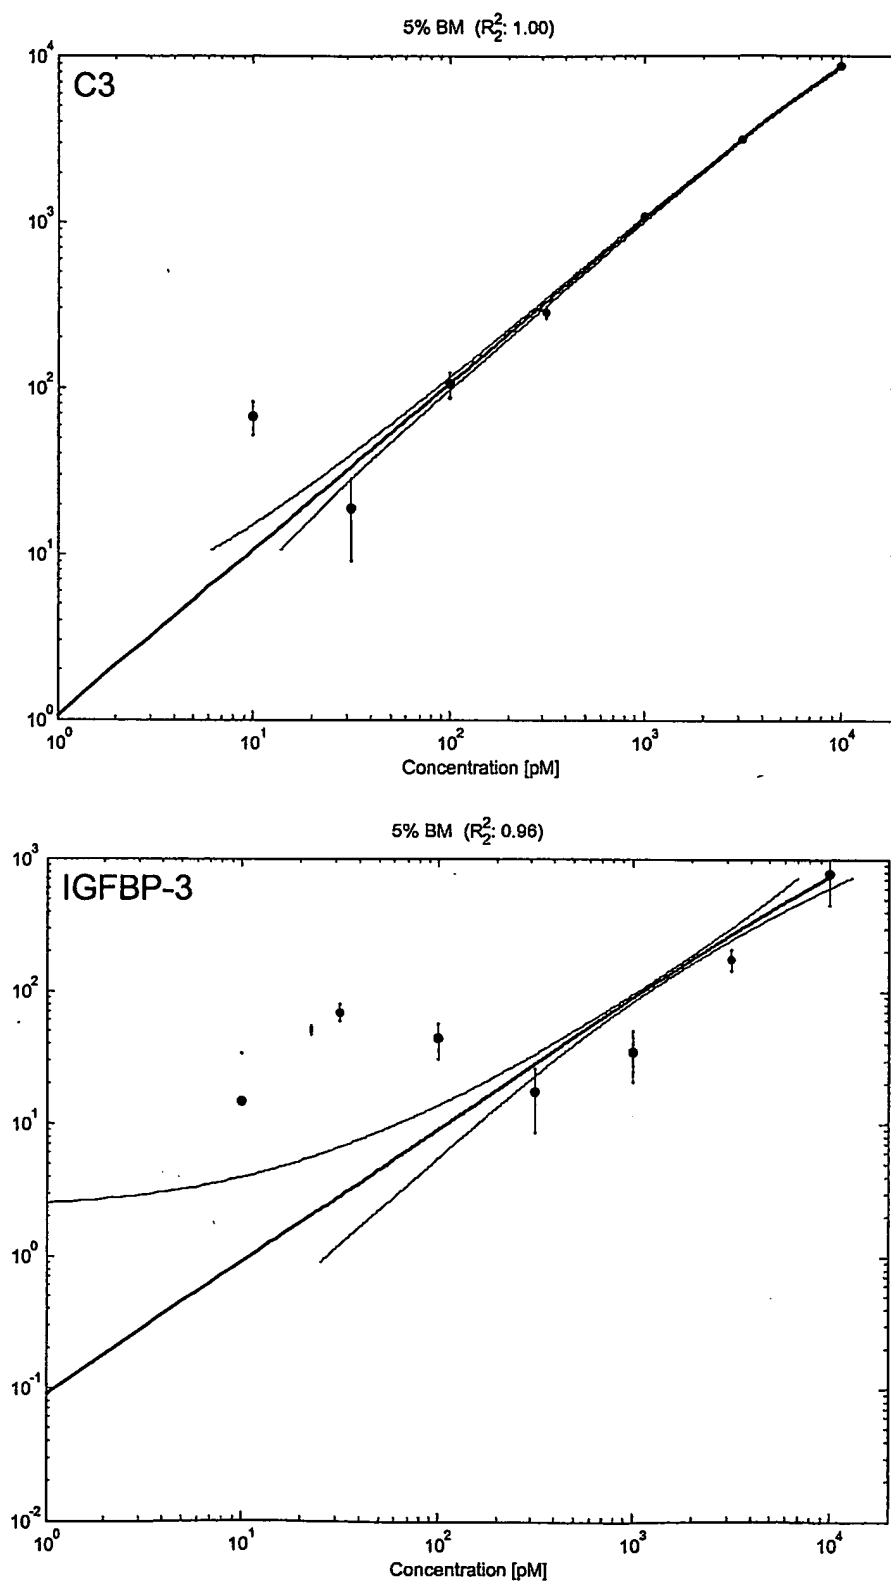 5% BM (R₂²: 1.00)
10⁴
C3
10³
10²
10¹
10⁰
10⁰ 10¹ 10² 10³ 10⁴
Concentration [pM]
5% BM (R₂²: 0.96)
10³
IGFBP-3
10²
10¹
10⁰
10⁻¹
10⁻²
10⁰ 10¹ 10² 10³ 10⁴
Concentration [pM]